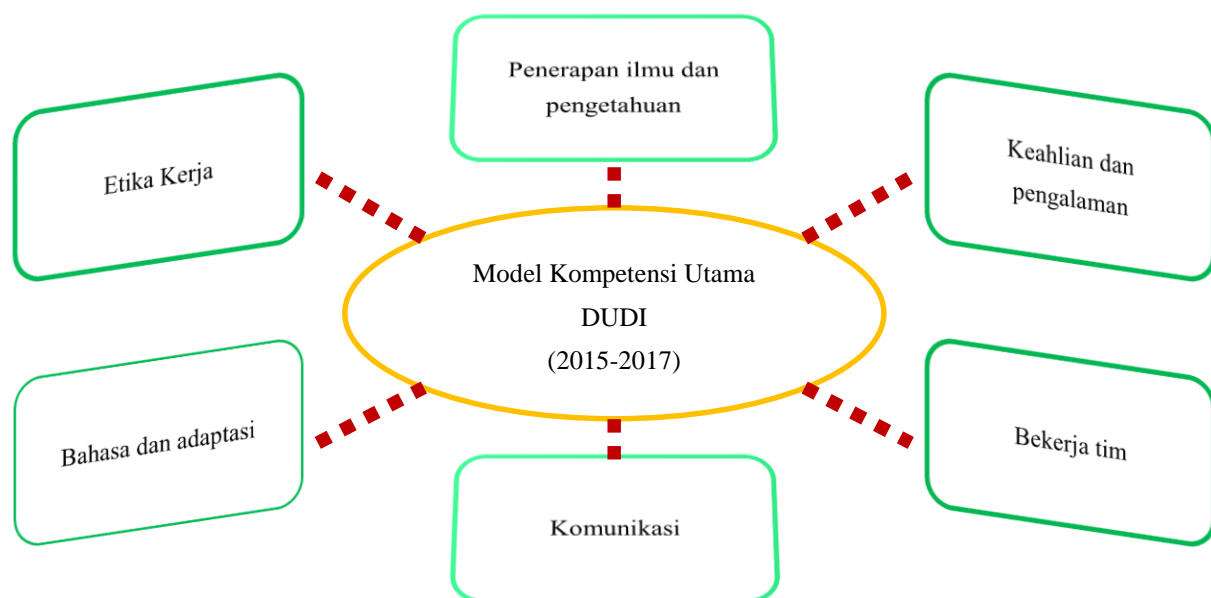 Penerapan ilmu dan
pengetahuan
Etika Kerja
Keahlian dan
pengalaman
Model Kompetensi Utama
DUDI
(2015-2017)
Bahasa dan adaptasi
Bekerja tim
Komunikasi